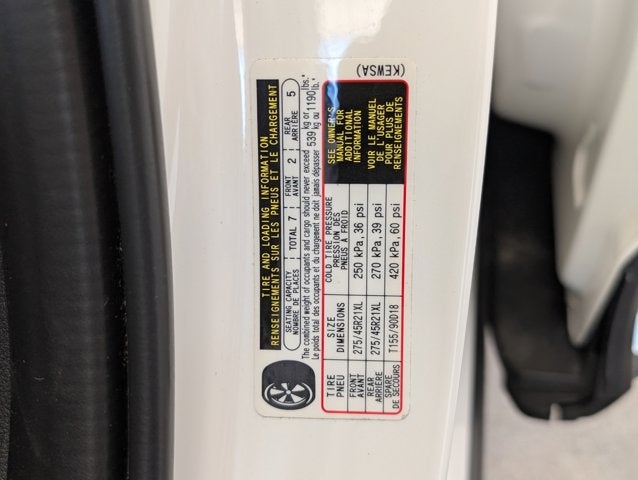 TIRE AND LOADING INFORMATION
RENSEIGNEMENTS SUR LES PNEUS ET LE CHARGEMENT
SEATING CAPACITY TOTAL 7 FRONT 2 REAR 5
NOMBRE DE PLACES AVANT ARRIÈRE
The combined weight of occupants and cargo should never exceed 539 kg or 1190 lbs.
Le poids total des occupants et du chargement ne doit jamais dépasser 539 kg ou 1190 lb.
TIRE SIZE COLD TIRE PRESSURE
PNEU DIMENSIONS PRESSION DES PNEUS À FROID
FRONT AVANT 275/45R21XL 250 kPa, 36 psi
REAR ARRIÈRE 275/45R21XL 270 kPa, 39 psi
SPARE DE SECOURS T155/90D18 420 kPa, 60 psi
SEE OWNER'S
MANUAL FOR
ADDITIONAL
INFORMATION
VOIR LE MANUEL
DE L'USAGER
POUR PLUS DE
RENSEIGNEMENTS
(KEWSA)